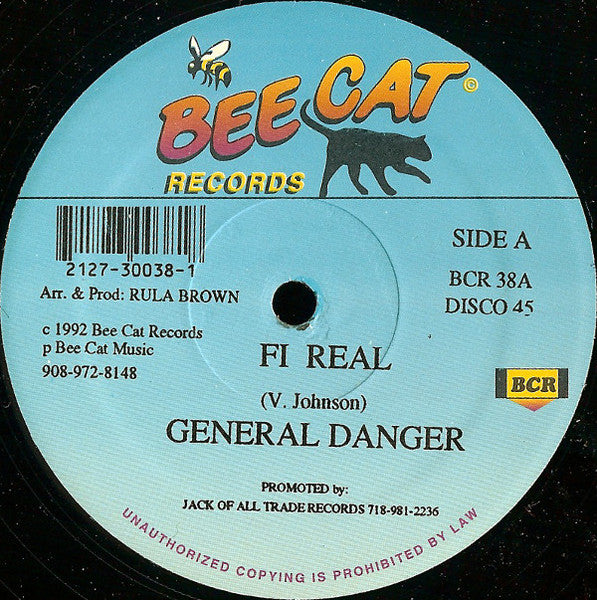 BEE CAT ©
RECORDS
2127-30038-1
SIDE A
Arr. & Prod: RULA BROWN
BCR 38A
DISCO 45
c 1992 Bee Cat Records
p Bee Cat Music
908-972-8148
FI REAL
BCR
(V. Johnson)
GENERAL DANGER
PROMOTED by:
JACK OF ALL TRADE RECORDS 718-981-2236
UNAUTHORIZED COPYING IS PROHIBITED BY LAW